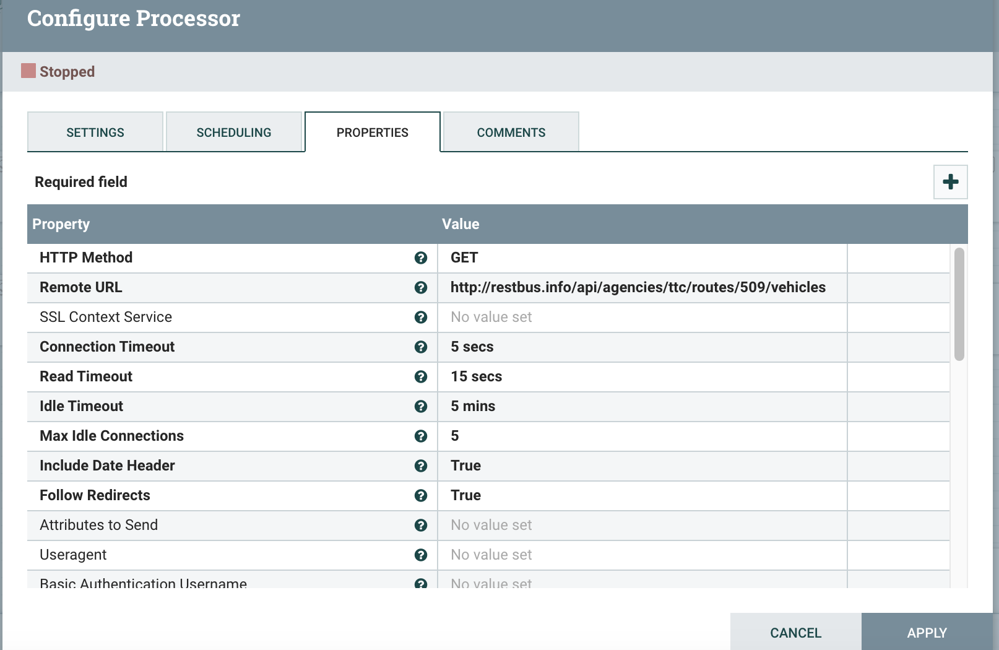 Configure Processor
Stopped
SETTINGS SCHEDULING PROPERTIES COMMENTS
Required field
Property Value
HTTP Method ? GET
Remote URL ? http://restbus.info/api/agencies/ttc/routes/509/vehicles
SSL Context Service ? No value set
Connection Timeout ? 5 secs
Read Timeout ? 15 secs
Idle Timeout ? 5 mins
Max Idle Connections ? 5
Include Date Header ? True
Follow Redirects ? True
Attributes to Send ? No value set
Useragent ? No value set
Basic Authentication Username ? No value set
CANCEL APPLY